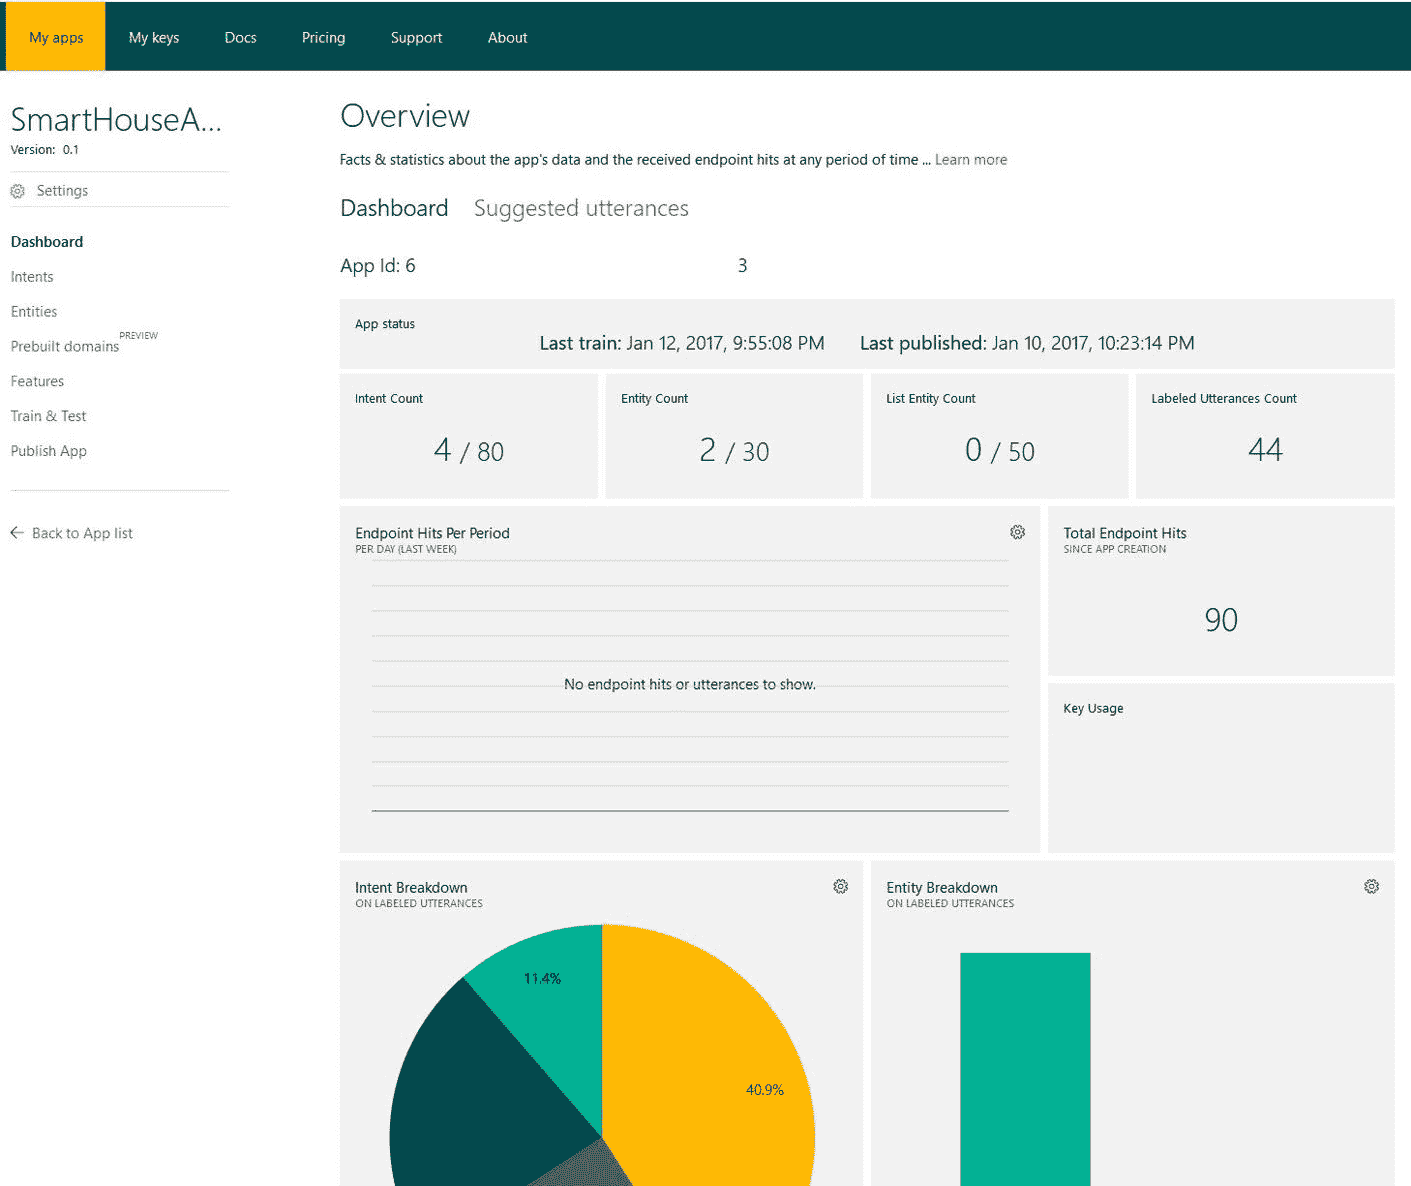 My apps My keys Docs Pricing Support About
SmartHouseA...
Version: 0.1
Settings
Dashboard
Intents
Entities
Prebuilt domains PREVIEW
Features
Train & Test
Publish App
Back to App list
Overview
Facts & statistics about the app's data and the received endpoint hits at any period of time ... Learn more
Dashboard Suggested utterances
App Id: 6 3
App status
Last train: Jan 12, 2017, 9:55:08 PM Last published: Jan 10, 2017, 10:23:14 PM
Intent Count Entity Count List Entity Count Labeled Utterances Count
4 / 80 2 / 30 0 / 50 44
Endpoint Hits Per Period
PER DAY (LAST WEEK)
No endpoint hits or utterances to show.
Total Endpoint Hits
SINCE APP CREATION
90
Key Usage
Intent Breakdown
ON LABELED UTTERANCES
11.4%
40.9%
Entity Breakdown
ON LABELED UTTERANCES